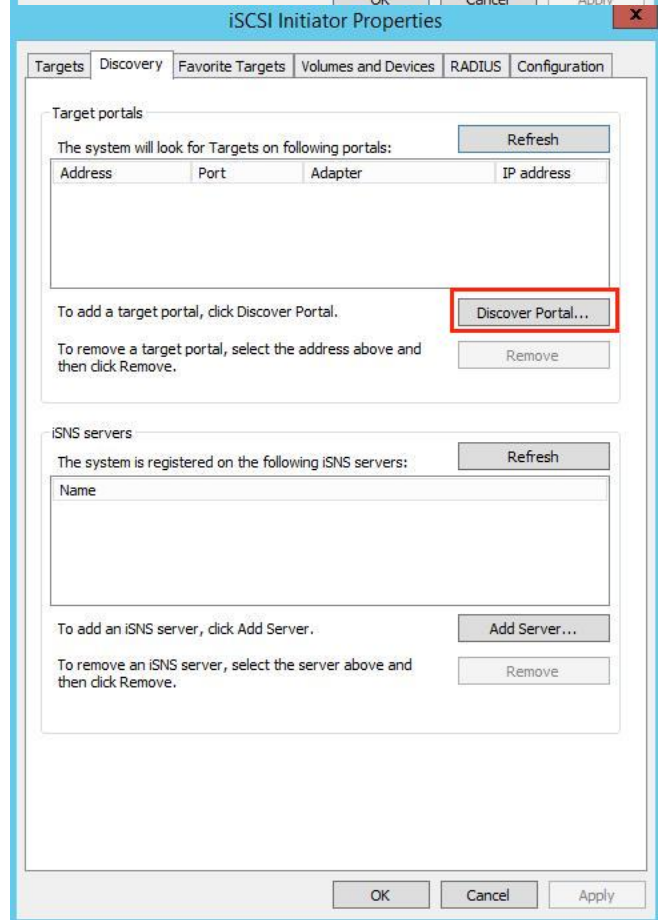 OK Cancel Apply
iSCSI Initiator Properties
x
Targets Discovery Favorite Targets Volumes and Devices RADIUS Configuration
Target portals
The system will look for Targets on following portals:
Refresh
Address Port Adapter IP address
To add a target portal, click Discover Portal.
Discover Portal...
To remove a target portal, select the address above and
then click Remove.
Remove
iSNS servers
The system is registered on the following iSNS servers:
Refresh
Name
To add an iSNS server, click Add Server.
Add Server...
To remove an iSNS server, select the server above and
then click Remove.
Remove
OK Cancel Apply